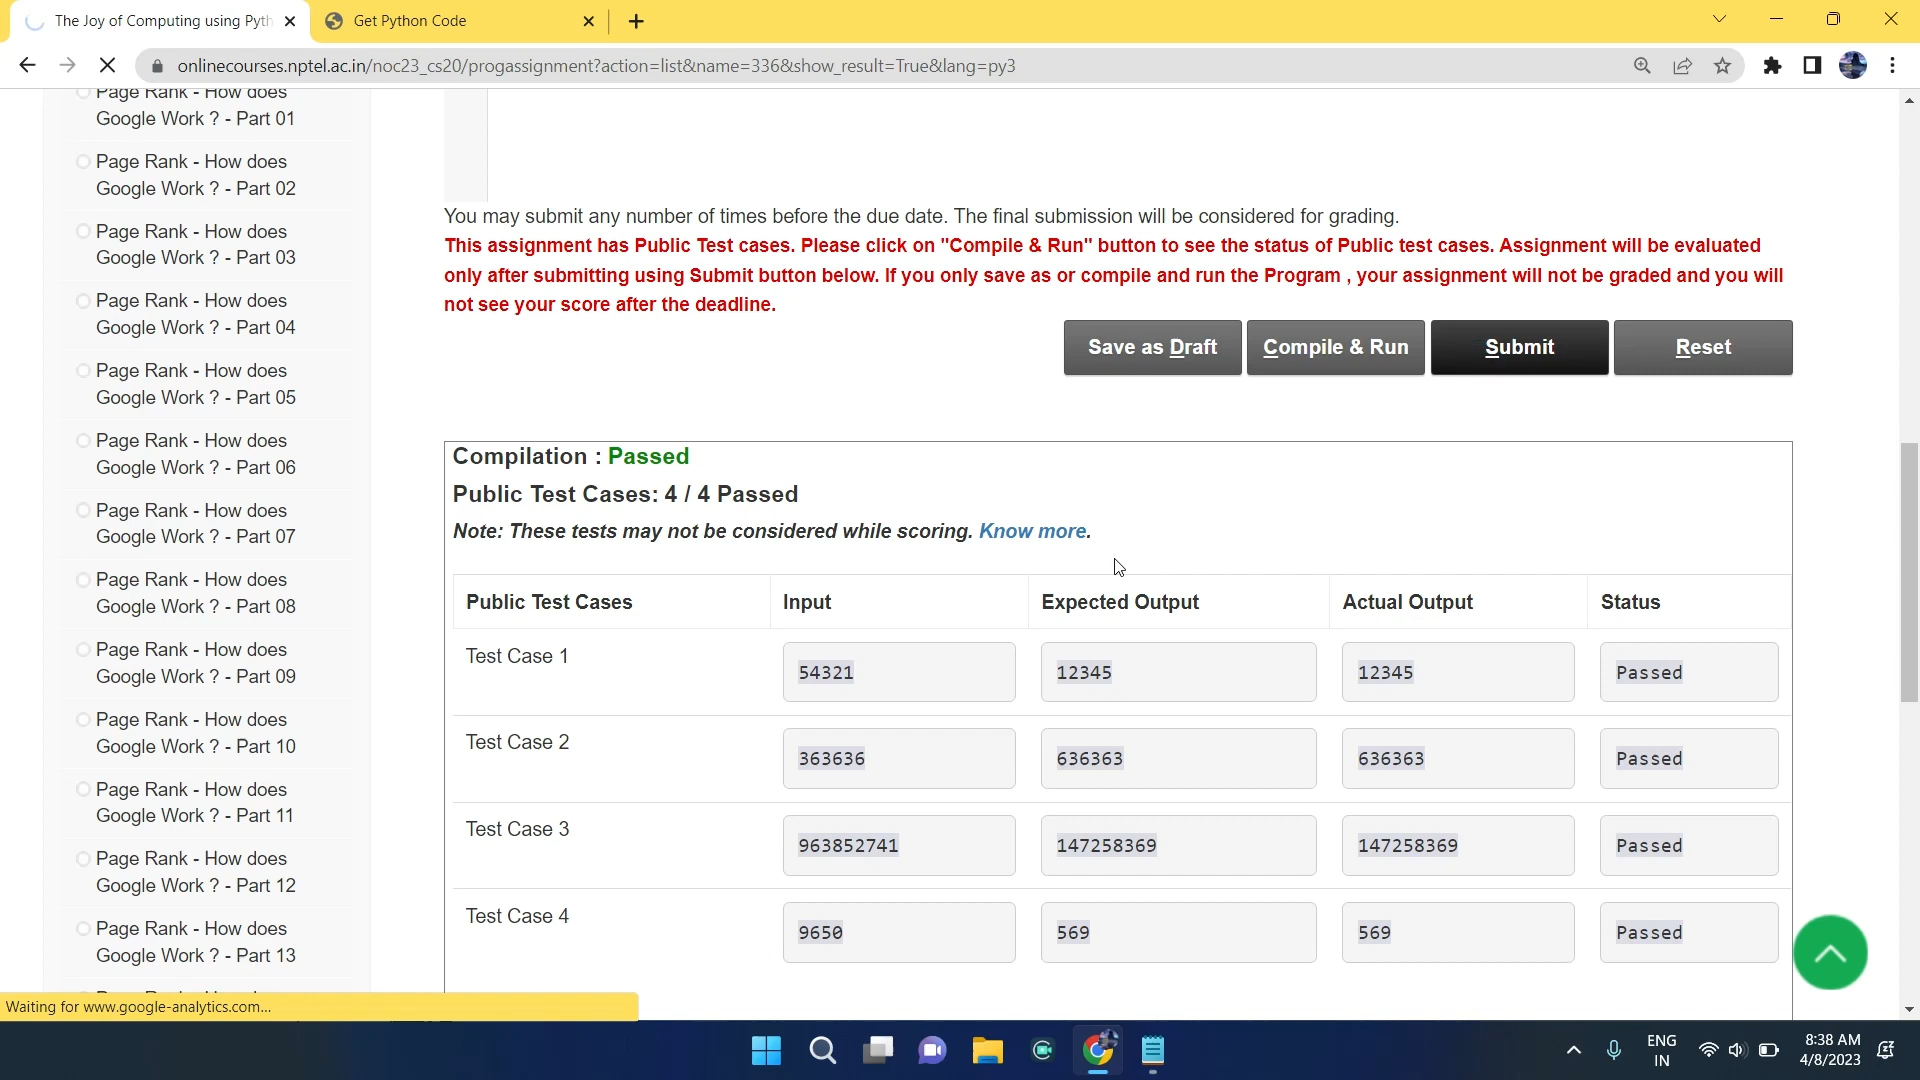 The Joy of Computing using Pyth
Get Python Code
onlinecourses.nptel.ac.in/noc23_cs20/progassignment?action=list&name=336&show_result=True&lang=py3
Page Rank - How does
Google Work ? - Part 01
Page Rank - How does
Google Work ? - Part 02
Page Rank - How does
Google Work ? - Part 03
Page Rank - How does
Google Work ? - Part 04
Page Rank - How does
Google Work ? - Part 05
Page Rank - How does
Google Work ? - Part 06
Page Rank - How does
Google Work ? - Part 07
Page Rank - How does
Google Work ? - Part 08
Page Rank - How does
Google Work ? - Part 09
Page Rank - How does
Google Work ? - Part 10
Page Rank - How does
Google Work ? - Part 11
Page Rank - How does
Google Work ? - Part 12
Page Rank - How does
Google Work ? - Part 13
You may submit any number of times before the due date. The final submission will be considered for grading.
This assignment has Public Test cases. Please click on "Compile & Run" button to see the status of Public test cases. Assignment will be evaluated
only after submitting using Submit button below. If you only save as or compile and run the Program , your assignment will not be graded and you will
not see your score after the deadline.
Save as Draft Compile & Run Submit Reset
Compilation : Passed
Public Test Cases: 4 / 4 Passed
Note: These tests may not be considered while scoring. Know more.
Public Test Cases Input Expected Output Actual Output Status
Test Case 1 54321 12345 12345 Passed
Test Case 2 363636 636363 636363 Passed
Test Case 3 963852741 147258369 147258369 Passed
Test Case 4 9650 569 569 Passed
Waiting for www.google-analytics.com...
ENG
IN
8:38 AM
4/8/2023